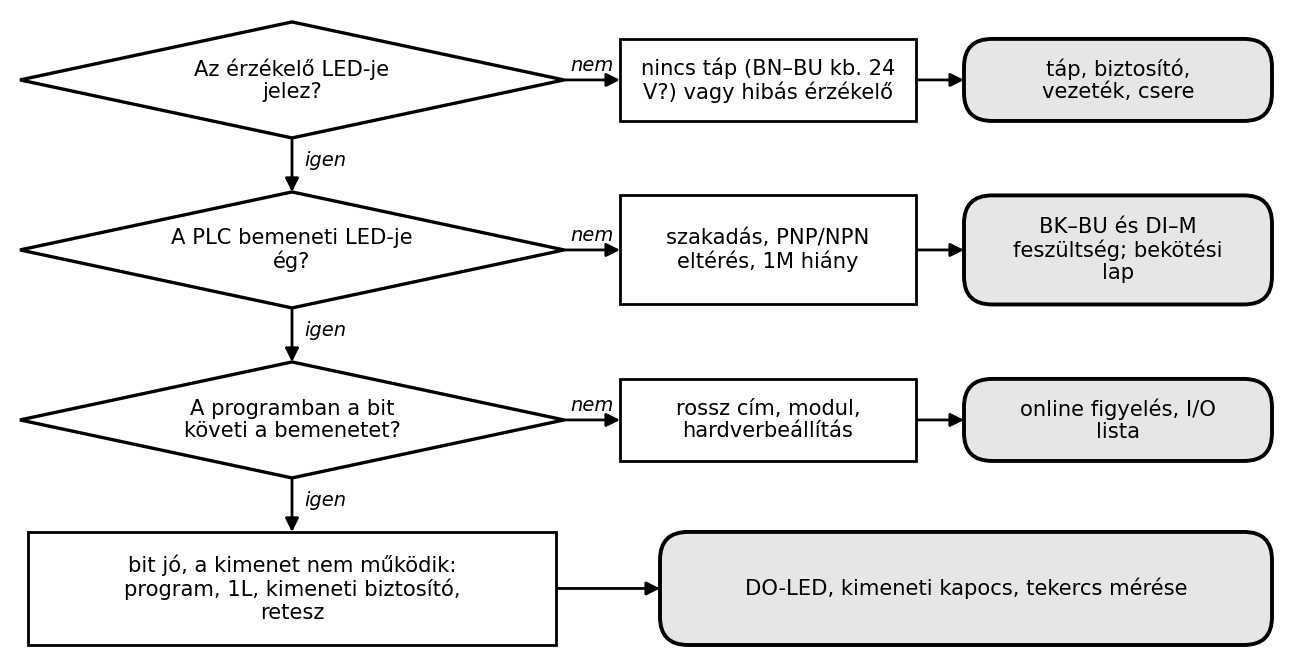 Az érzékelő LED-je
jelez?
nem
nincs táp (BN–BU kb. 24
V?) vagy hibás érzékelő
táp, biztosító,
vezeték, csere
igen
A PLC bemeneti LED-je
ég?
nem
szakadás, PNP/NPN
eltérés, 1M hiány
BK–BU és DI–M
feszültség; bekötési
lap
igen
A programban a bit
követi a bemenetet?
nem
rossz cím, modul,
hardverbeállítás
online figyelés, I/O
lista
igen
bit jó, a kimenet nem működik:
program, 1L, kimeneti biztosító,
retesz
DO-LED, kimeneti kapocs, tekercs mérése